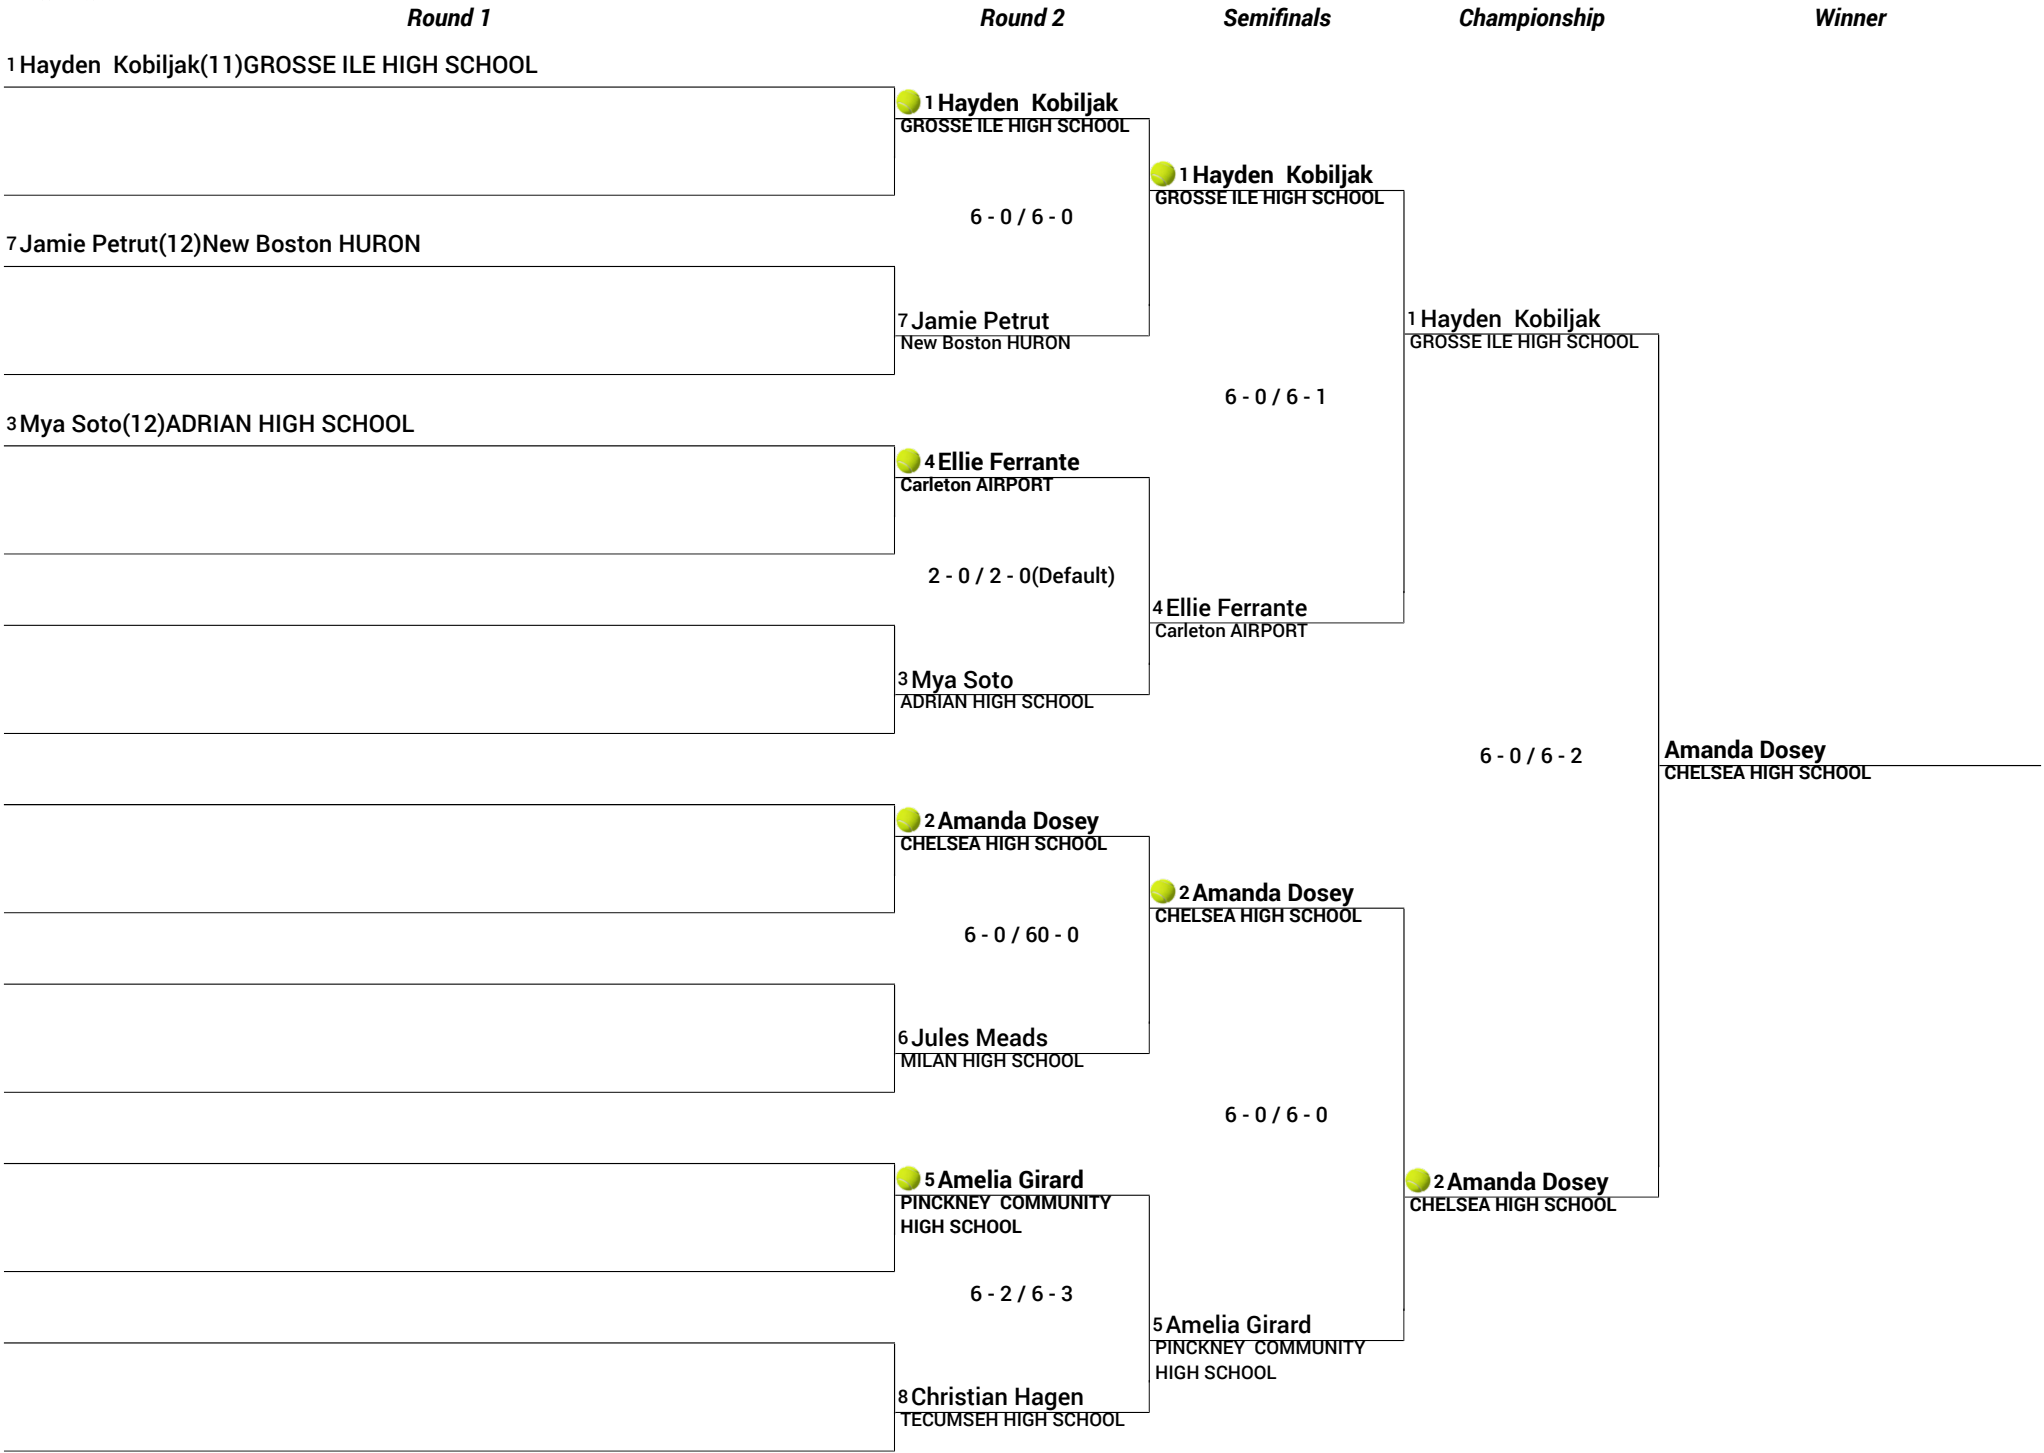 Round 1
Round 2
Semifinals
Championship
Winner
1 Hayden  Kobiljak(11)GROSSE ILE HIGH SCHOOL
7 Jamie Petrut(12)New Boston HURON
3 Mya Soto(12)ADRIAN HIGH SCHOOL
1 Hayden  Kobiljak
GROSSE ILE HIGH SCHOOL
6 - 0 / 6 - 0
7 Jamie Petrut
New Boston HURON
4 Ellie Ferrante
Carleton AIRPORT
2 - 0 / 2 - 0(Default)
3 Mya Soto
ADRIAN HIGH SCHOOL
2 Amanda Dosey
CHELSEA HIGH SCHOOL
6 - 0 / 60 - 0
6 Jules Meads
MILAN HIGH SCHOOL
5 Amelia Girard
PINCKNEY  COMMUNITY
HIGH SCHOOL
6 - 2 / 6 - 3
8 Christian Hagen
TECUMSEH HIGH SCHOOL
1 Hayden  Kobiljak
GROSSE ILE HIGH SCHOOL
6 - 0 / 6 - 1
4 Ellie Ferrante
Carleton AIRPORT
2 Amanda Dosey
CHELSEA HIGH SCHOOL
6 - 0 / 6 - 0
5 Amelia Girard
PINCKNEY  COMMUNITY
HIGH SCHOOL
1 Hayden  Kobiljak
GROSSE ILE HIGH SCHOOL
6 - 0 / 6 - 2
2 Amanda Dosey
CHELSEA HIGH SCHOOL
Amanda Dosey
CHELSEA HIGH SCHOOL